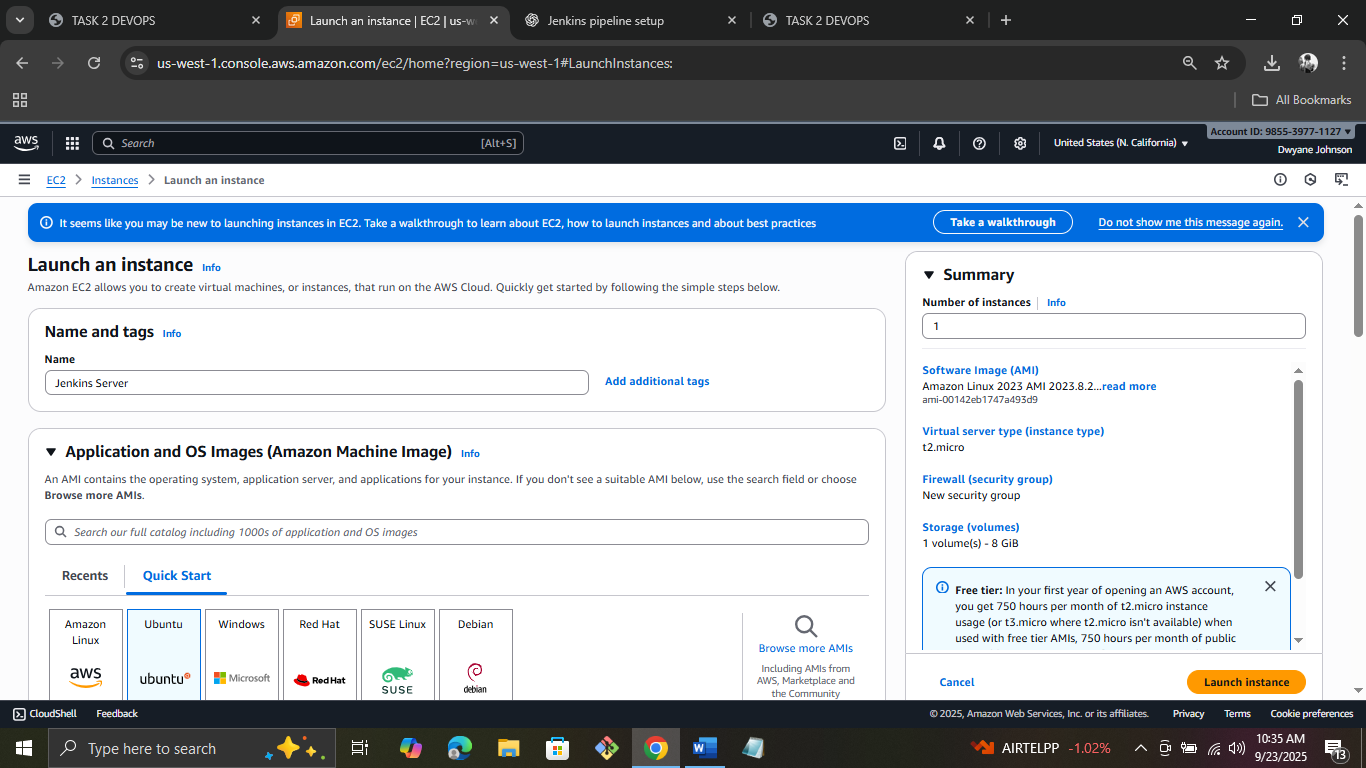 TASK 2 DEVOPS
Launch an instance | EC2 | us-w
Jenkins pipeline setup
TASK 2 DEVOPS
us-west-1.console.aws.amazon.com/ec2/home?region=us-west-1#LaunchInstances:
All Bookmarks
aws
Search
[Alt+S]
United States (N. California)
Account ID: 9855-3977-1127
Dwyane Johnson
EC2
Instances
Launch an instance
It seems like you may be new to launching instances in EC2. Take a walkthrough to learn about EC2, how to launch instances and about best practices
Take a walkthrough
Do not show me this message again.
Launch an instance Info
Amazon EC2 allows you to create virtual machines, or instances, that run on the AWS Cloud. Quickly get started by following the simple steps below.
Name and tags Info
Name
Jenkins Server
Add additional tags
Application and OS Images (Amazon Machine Image) Info
An AMI contains the operating system, application server, and applications for your instance. If you don't see a suitable AMI below, use the search field or choose
Browse more AMIs.
Search our full catalog including 1000s of application and OS images
Recents
Quick Start
Amazon
Linux
aws
Ubuntu
ubuntu
Windows
Microsoft
Red Hat
Red Hat
SUSE Linux
SUSE
Debian
debian
Browse more AMIs
Including AMIs from
AWS, Marketplace and
the Community
Summary
Number of instances Info
1
Software Image (AMI)
Amazon Linux 2023 AMI 2023.8.2...read more
ami-00142eb1747a493d9
Virtual server type (instance type)
t2.micro
Firewall (security group)
New security group
Storage (volumes)
1 volume(s) - 8 GiB
Free tier: In your first year of opening an AWS account,
you get 750 hours per month of t2.micro instance
usage (or t3.micro where t2.micro isn't available) when
used with free tier AMIs, 750 hours per month of public
Cancel
Launch instance
CloudShell
Feedback
© 2025, Amazon Web Services, Inc. or its affiliates.
Privacy
Terms
Cookie preferences
Type here to search
AIRTELPP -1.02%
10:35 AM
9/23/2025
13